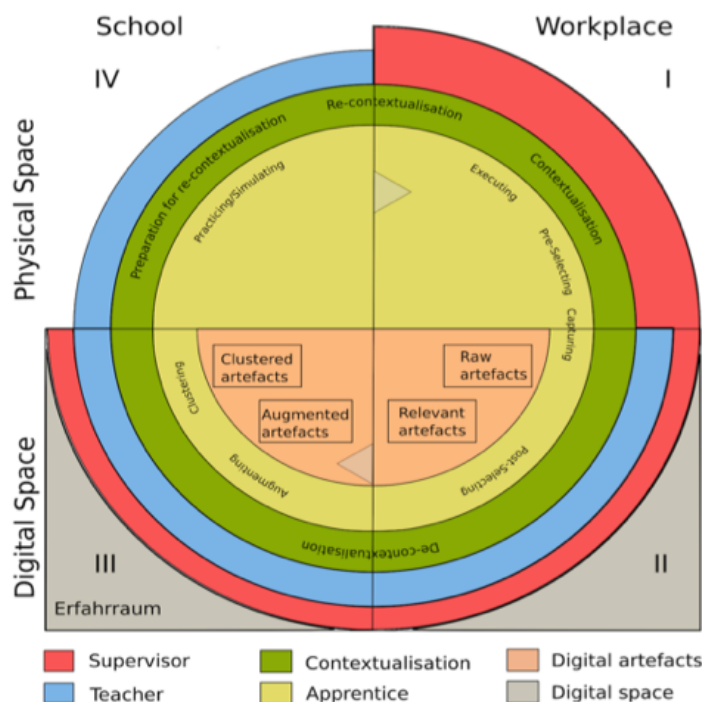 School
Workplace
IV
I
Re-contextualisation
Preparation for re-contextualisation
Contextualisation
Practicing/Simulating
Executing
Pre-Selecting
Capturing
Physical Space
Clustered
artefacts
Raw
artefacts
Augmented
artefacts
Relevant
artefacts
Clustering
Augmenting
Post-Selecting
De-contextualisation
Digital Space
III
II
Erfahrraum
Supervisor
Contextualisation
Digital artefacts
Teacher
Apprentice
Digital space